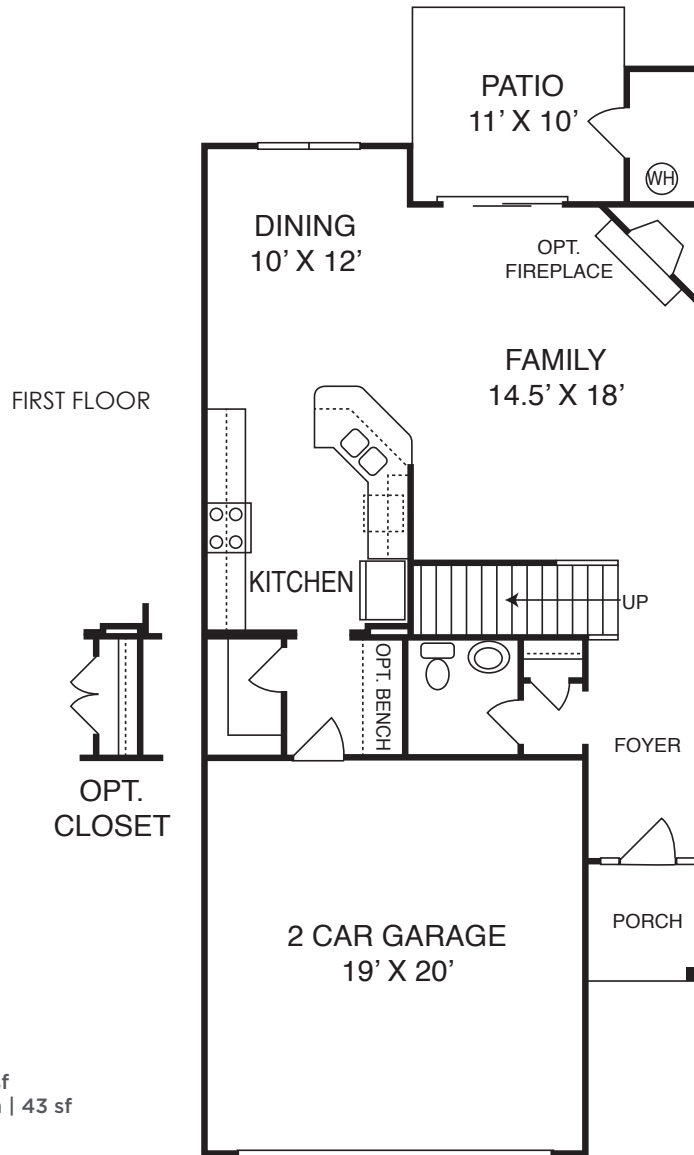 PATIO
11’ X 10’
WH
DINING
10’ X 12’
OPT.
FIREPLACE
FAMILY
14.5’ X 18’
FIRST FLOOR
KITCHEN
UP
OPT. BENCH
FOYER
OPT.
CLOSET
PORCH
2 CAR GARAGE
19’ X 20’
| 43 sf